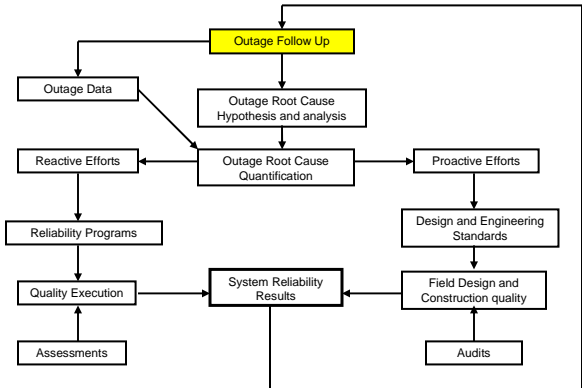 Outage Follow Up
Outage Data
Outage Root Cause
Hypothesis and analysis
Reactive Efforts
Outage Root Cause
Quantification
Proactive Efforts
Reliability Programs
Design and Engineering
Standards
Quality Execution
System Reliability
Results
Field Design and
Construction quality
Assessments
Audits